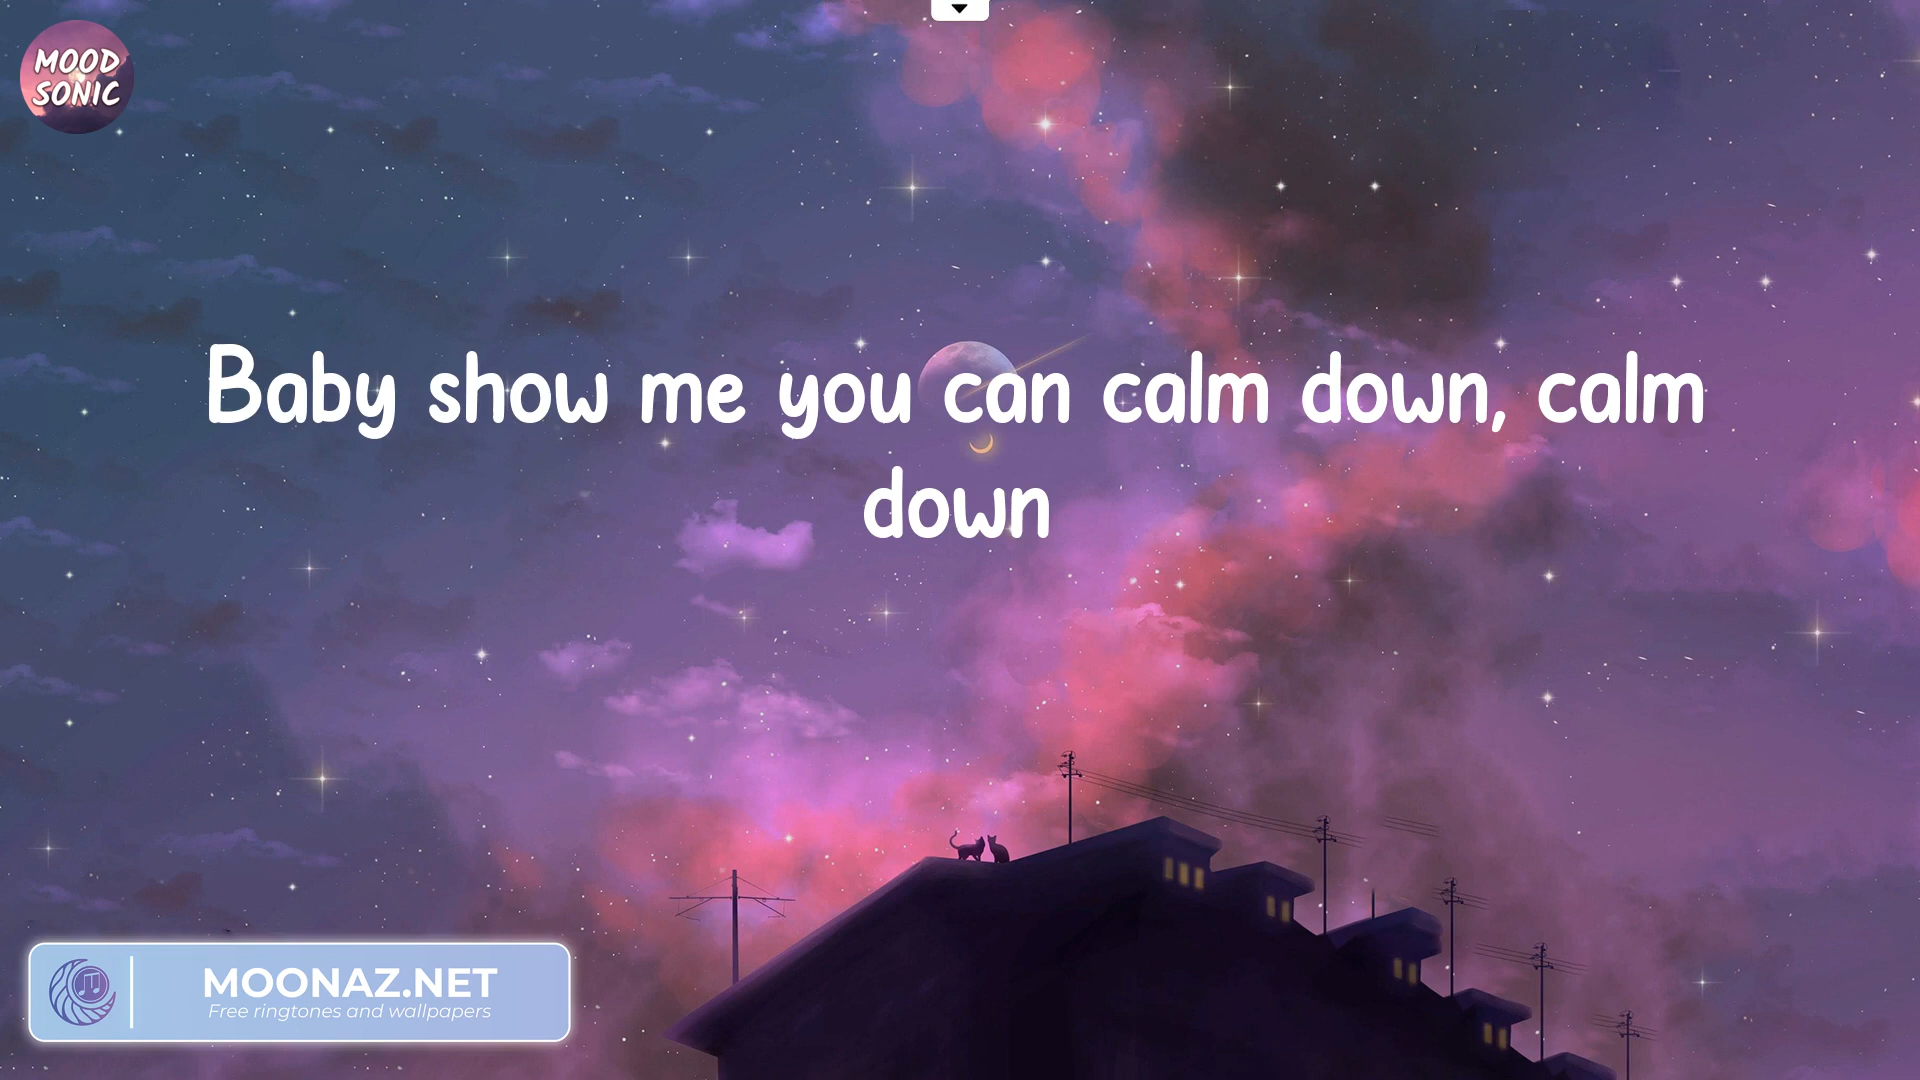 MOOD
SONIC
Baby show me you can calm down, calm
down
MOONAZ.NET
Free ringtones and wallpapers